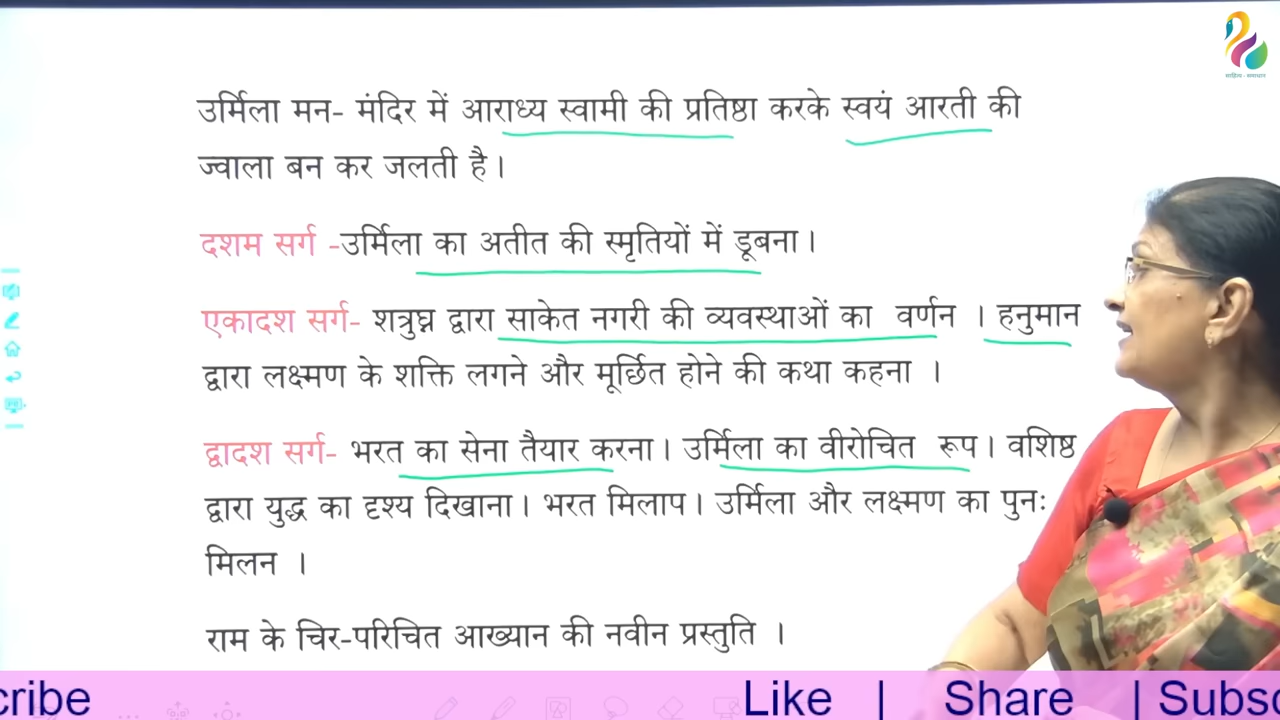 उर्मिला मन- मंदिर में आराध्य स्वामी की प्रतिष्ठा करके स्वयं आरती की
ज्वाला बन कर जलती है।
दशम सर्ग -उर्मिला का अतीत की स्मृतियों में डूबना।
एकादश सर्ग- शत्रुघ्न द्वारा साकेत नगरी की व्यवस्थाओं का वर्णन । हनुमान
द्वारा लक्ष्मण के शक्ति लगने और मूर्छित होने की कथा कहना ।
द्वादश सर्ग- भरत का सेना तैयार करना। उर्मिला का वीरोचित रूप। वशिष्ठ
द्वारा युद्ध का दृश्य दिखाना। भरत मिलाप। उर्मिला और लक्ष्मण का पुनः
मिलन ।
राम के चिर-परिचित आख्यान की नवीन प्रस्तुति ।
cribe Like | Share | Subsc